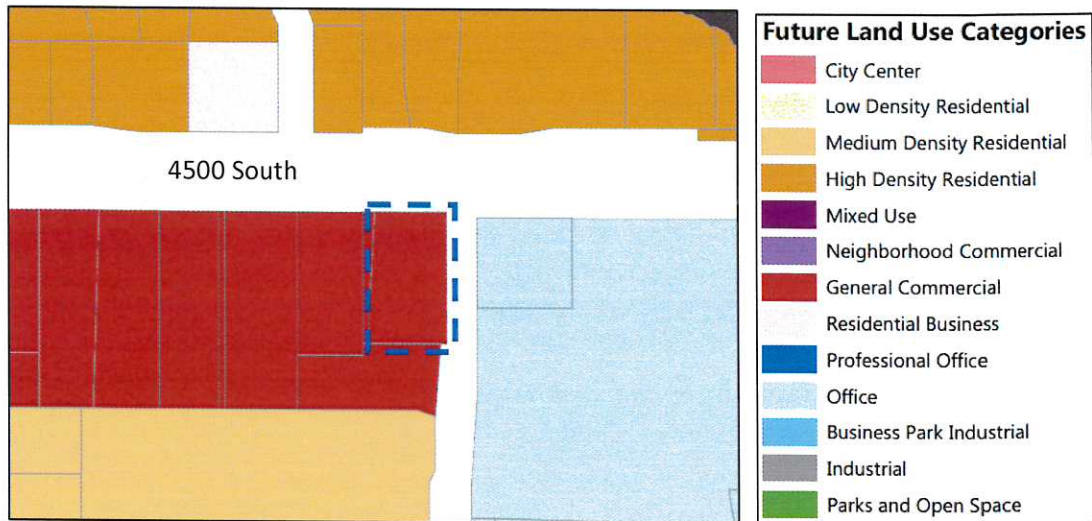 4500 South
Future Land Use Categories
City Center
Low Density Residential
Medium Density Residential
High Density Residential
Mixed Use
Neighborhood Commercial
General Commercial
Residential Business
Professional Office
Office
Business Park Industrial
Industrial
Parks and Open Space